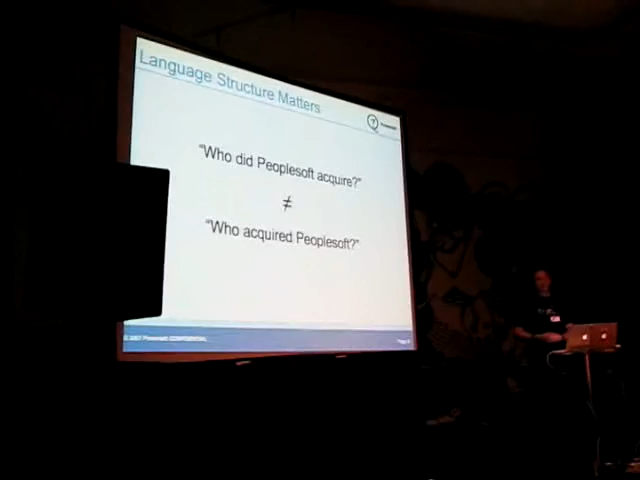 Language Structure Matters
"Who did Peoplesoft acquire?"
≠
"Who acquired Peoplesoft?"